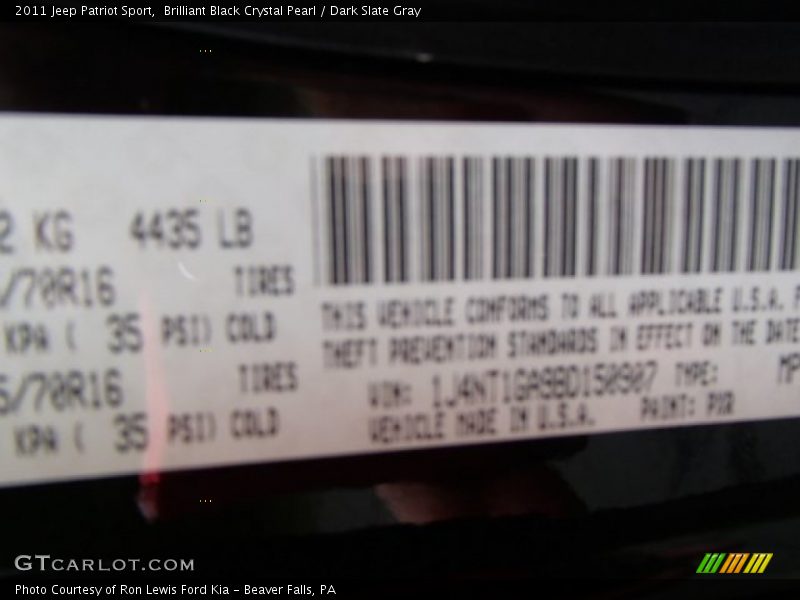 2011 Jeep Patriot Sport,  Brilliant Black Crystal Pearl / Dark Slate Gray
2 KG 4435 LB
/70R16 TIRES
KPA ( 35 PSI) COLD
5/70R16 TIRES
KPA ( 35 PSI) COLD
THIS VEHICLE CONFORMS TO ALL APPLICABLE U.S.A. F
THEFT PREVENTION STANDARDS IN EFFECT ON THE DATE
VIN: 1J4NT1GA9BD150907 TYPE: MP
VEHICLE MADE IN U.S.A. PAINT: PXR
GTCARLOT.COM
Photo Courtesy of Ron Lewis Ford Kia - Beaver Falls, PA